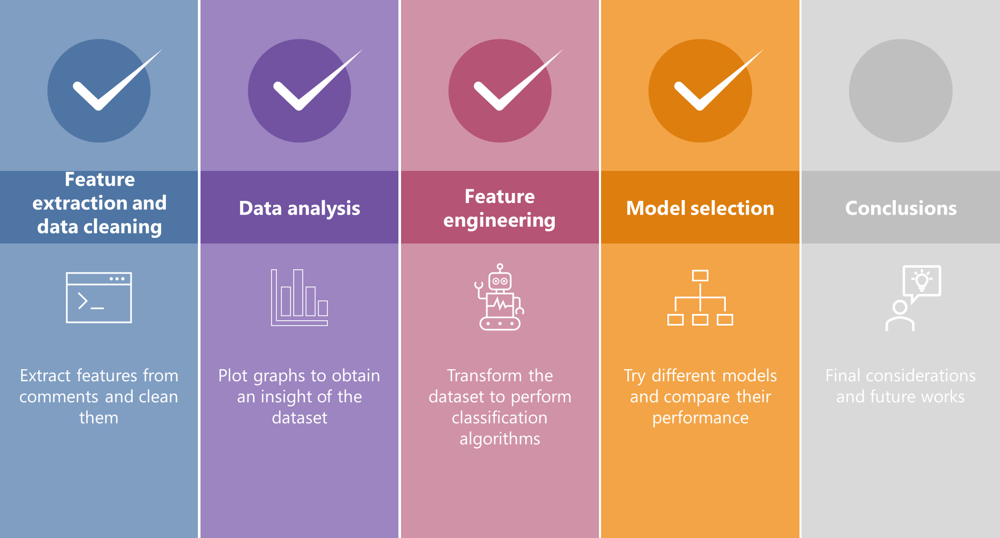 Feature
extraction and
data cleaning
Extract features from
comments and clean
them
Data analysis
Plot graphs to obtain
an insight of the
dataset
Feature
engineering
Transform the
dataset to perform
classification
algorithms
Model selection
Try different models
and compare their
performance
Conclusions
Final considerations
and future works